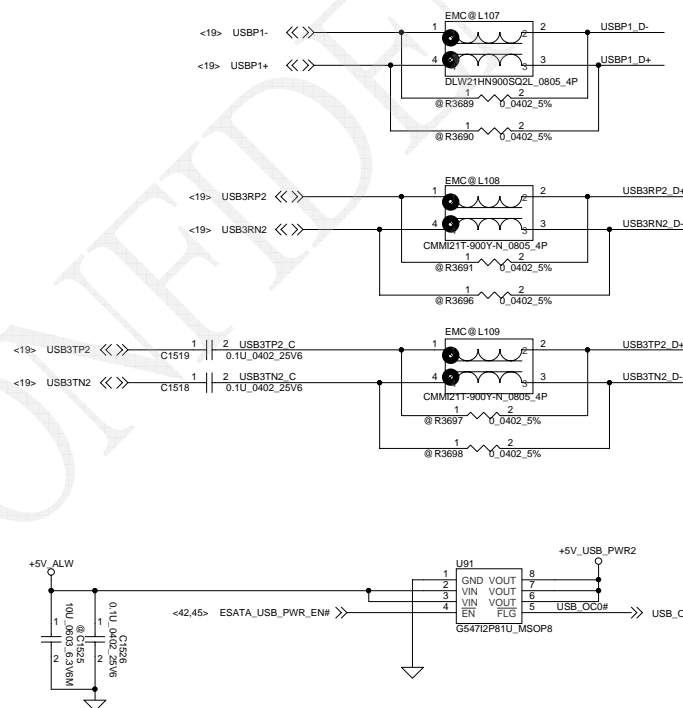 EMC@ L107
<19> USBP1-
1
2
USBP1_D-
<19> USBP1+
4
3
USBP1_D+
DLW21HN900SQ2L_0805_4P
1 2
@ R3689 0_0402_5%
1 2
@ R3690 0_0402_5%
EMC@ L108
<19> USB3RP2
1
2
USB3RP2_D+
<19> USB3RN2
4
3
USB3RN2_D-
CMMI21T-900Y-N_0805_4P
1 2
@ R3691 0_0402_5%
1 2
@ R3696 0_0402_5%
EMC@ L109
<19> USB3TP2
1 2 USB3TP2_C
C1519 0.1U_0402_25V6
1
2
USB3TP2_D+
<19> USB3TN2
1 2 USB3TN2_C
C1518 0.1U_0402_25V6
4
3
USB3TN2_D-
CMMI21T-900Y-N_0805_4P
1 2
@ R3697 0_0402_5%
1 2
@ R3698 0_0402_5%
+5V_ALW
+5V_USB_PWR2
U91
1 GND VOUT 8
2 VIN VOUT 7
3 VIN VOUT 6
4 EN FLG 5
<42,45> ESATA_USB_PWR_EN#
USB_OC0#
USB_O
G547I2P81U_MSOP8
1
2
10U_0603_6.3V6M
@ C1525
1
2
0.1U_0402_25V6
C1526
ONFIDE